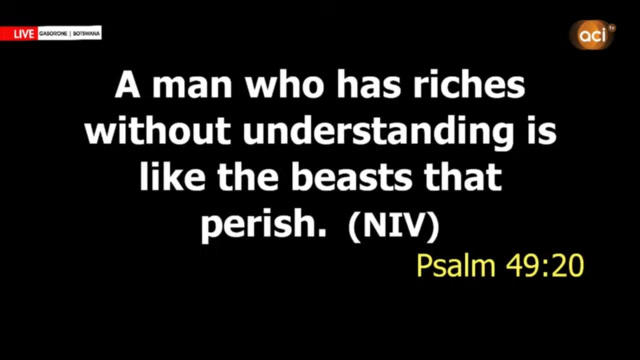 LIVE GABORONE | BOTSWANA
aci tv
A man who has riches
without understanding is
like the beasts that
perish. (NIV)
Psalm 49:20